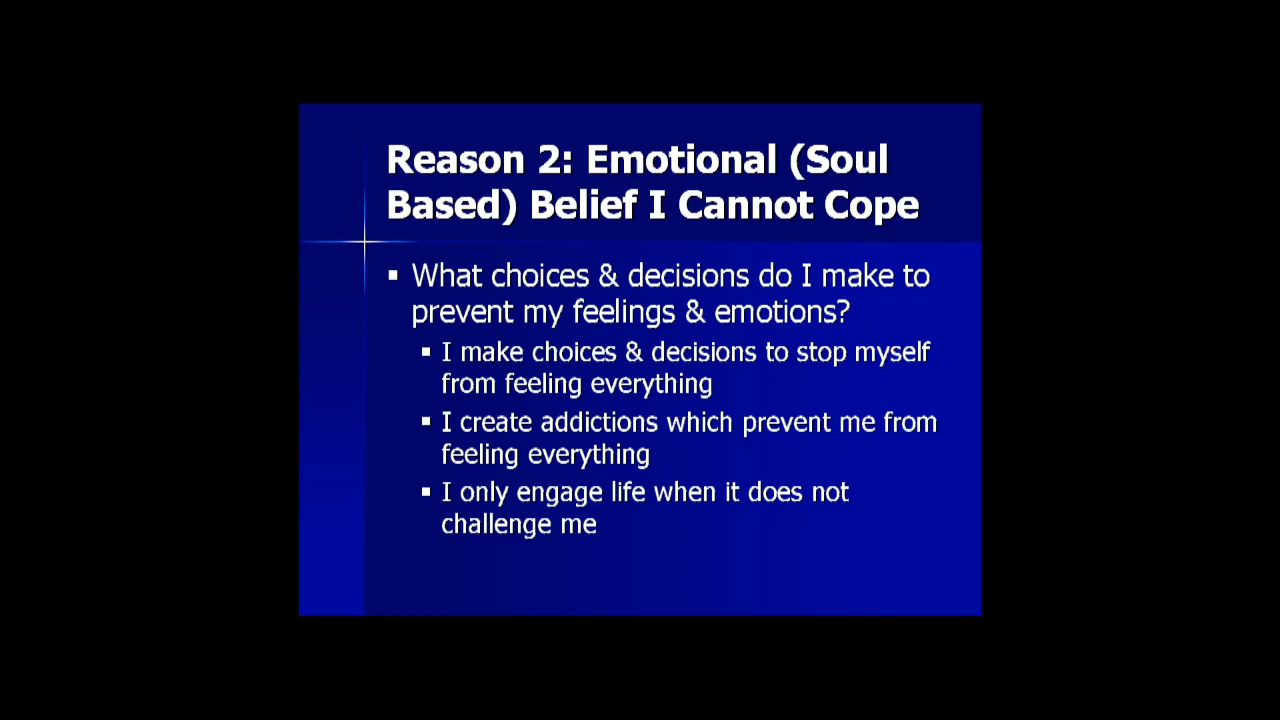 Reason 2: Emotional (Soul
Based) Belief I Cannot Cope
▪ What choices & decisions do I make to
prevent my feelings & emotions?
▪ I make choices & decisions to stop myself
from feeling everything
▪ I create addictions which prevent me from
feeling everything
▪ I only engage life when it does not
challenge me